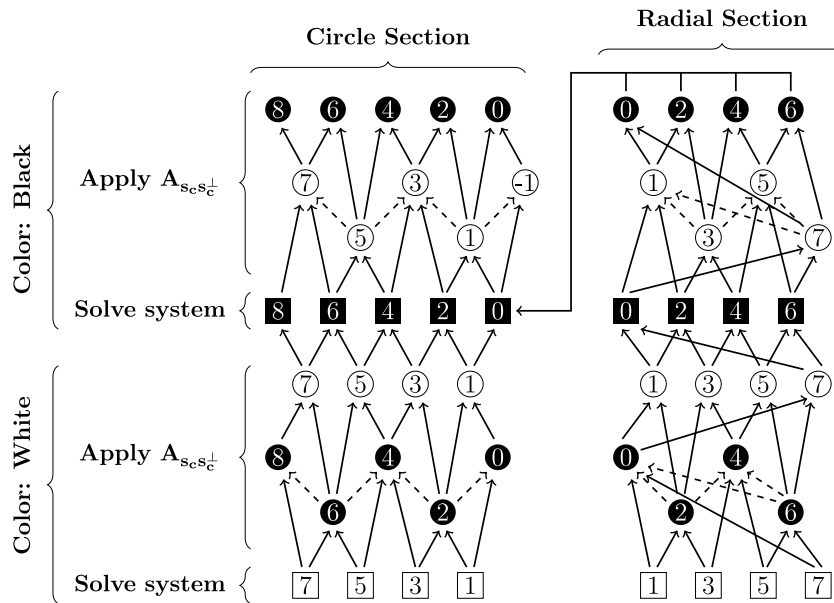 Circle Section
Radial Section
8 6 4 2 0
0 2 4 6
Color: Black
Apply A_{s_c s_c^⊥}
7 3 -1
1 5
5 1
3 7
Solve system
8 6 4 2 0
0 2 4 6
Color: White
7 5 3 1
1 3 5 7
Apply A_{s_c s_c^⊥}
8 4 0
0 4
6 2
2 6
Solve system
7 5 3 1
1 3 5 7